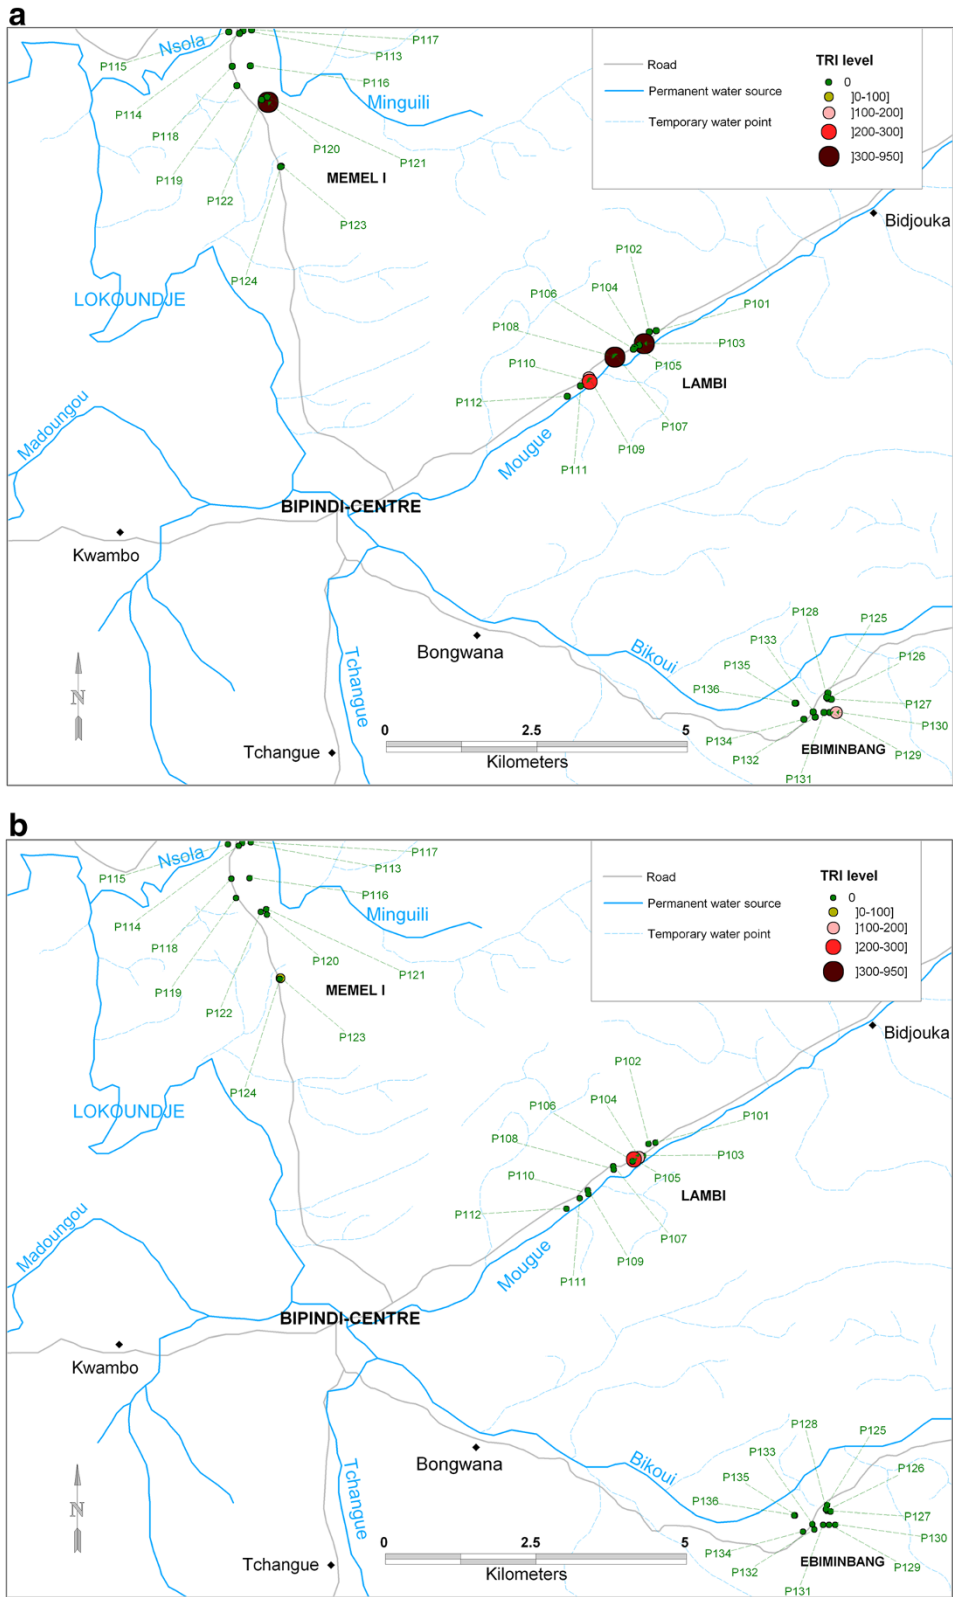 a
Nsola
P117
P113
P115
P116
Minguili
P114
P118
P120
P121
P119
MEMEL I
P122
P123
P124
LOKOUNDJE
Road
Permanent water source
Temporary water point
TRI level
0
]0-100]
]100-200]
]200-300]
]300-950]
Bidjouka
P102
P104
P106
P101
P108
P103
P110
P105
LAMBI
P112
P107
P109
P111
Mougue
Madoungou
BIPINDI-CENTRE
Kwambo
Bongwana
Bikoui
Tchangue
Tchangue
N
0 2.5 5
Kilometers
P128
P125
P133
P126
P135
P136
P127
P130
P134
EBIMINBANG
P129
P132
P131
b
Nsola
P117
P113
P115
P116
Minguili
P114
P118
P120
P121
P119
MEMEL I
P122
P123
P124
LOKOUNDJE
Road
Permanent water source
Temporary water point
TRI level
0
]0-100]
]100-200]
]200-300]
]300-950]
Bidjouka
P102
P104
P106
P101
P108
P103
P110
P105
LAMBI
P112
P107
P109
P111
Mougue
Madoungou
BIPINDI-CENTRE
Kwambo
Bongwana
Bikoui
Tchangue
Tchangue
N
0 2.5 5
Kilometers
P128
P125
P133
P126
P135
P136
P127
P130
P134
EBIMINBANG
P129
P132
P131